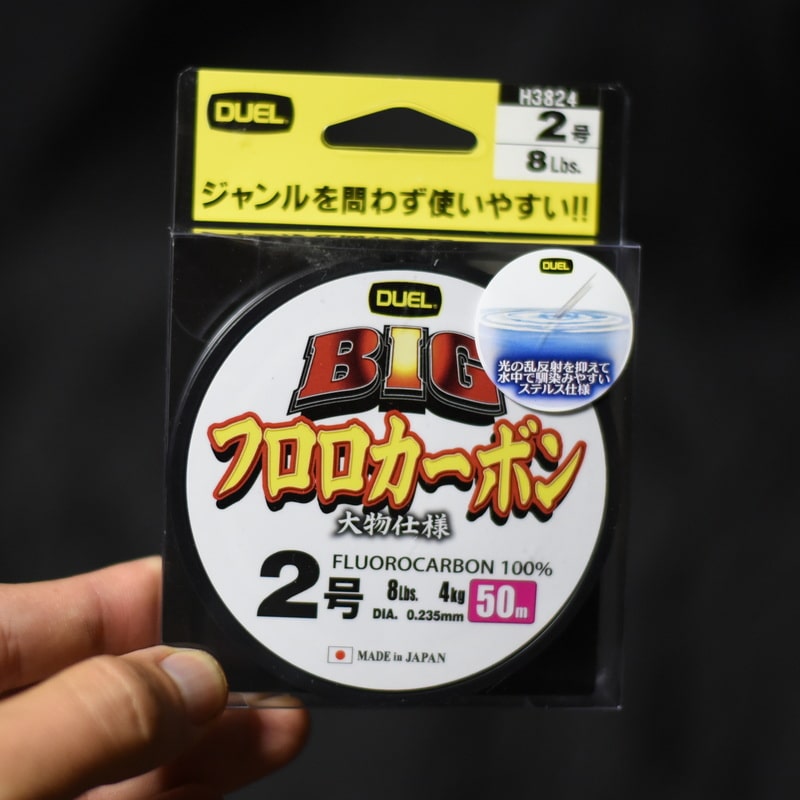 DUEL
H3824
2号
8Lbs.
ジャンルを問わず使いやすい!!
DUEL
DUEL
光の乱反射を抑えて
水中で馴染みやすい
ステルス仕様
BIG
フロロカーボン
大物仕様
FLUOROCARBON 100%
2号
8Lbs. 4kg
DIA. 0.235mm
50m
MADE in JAPAN